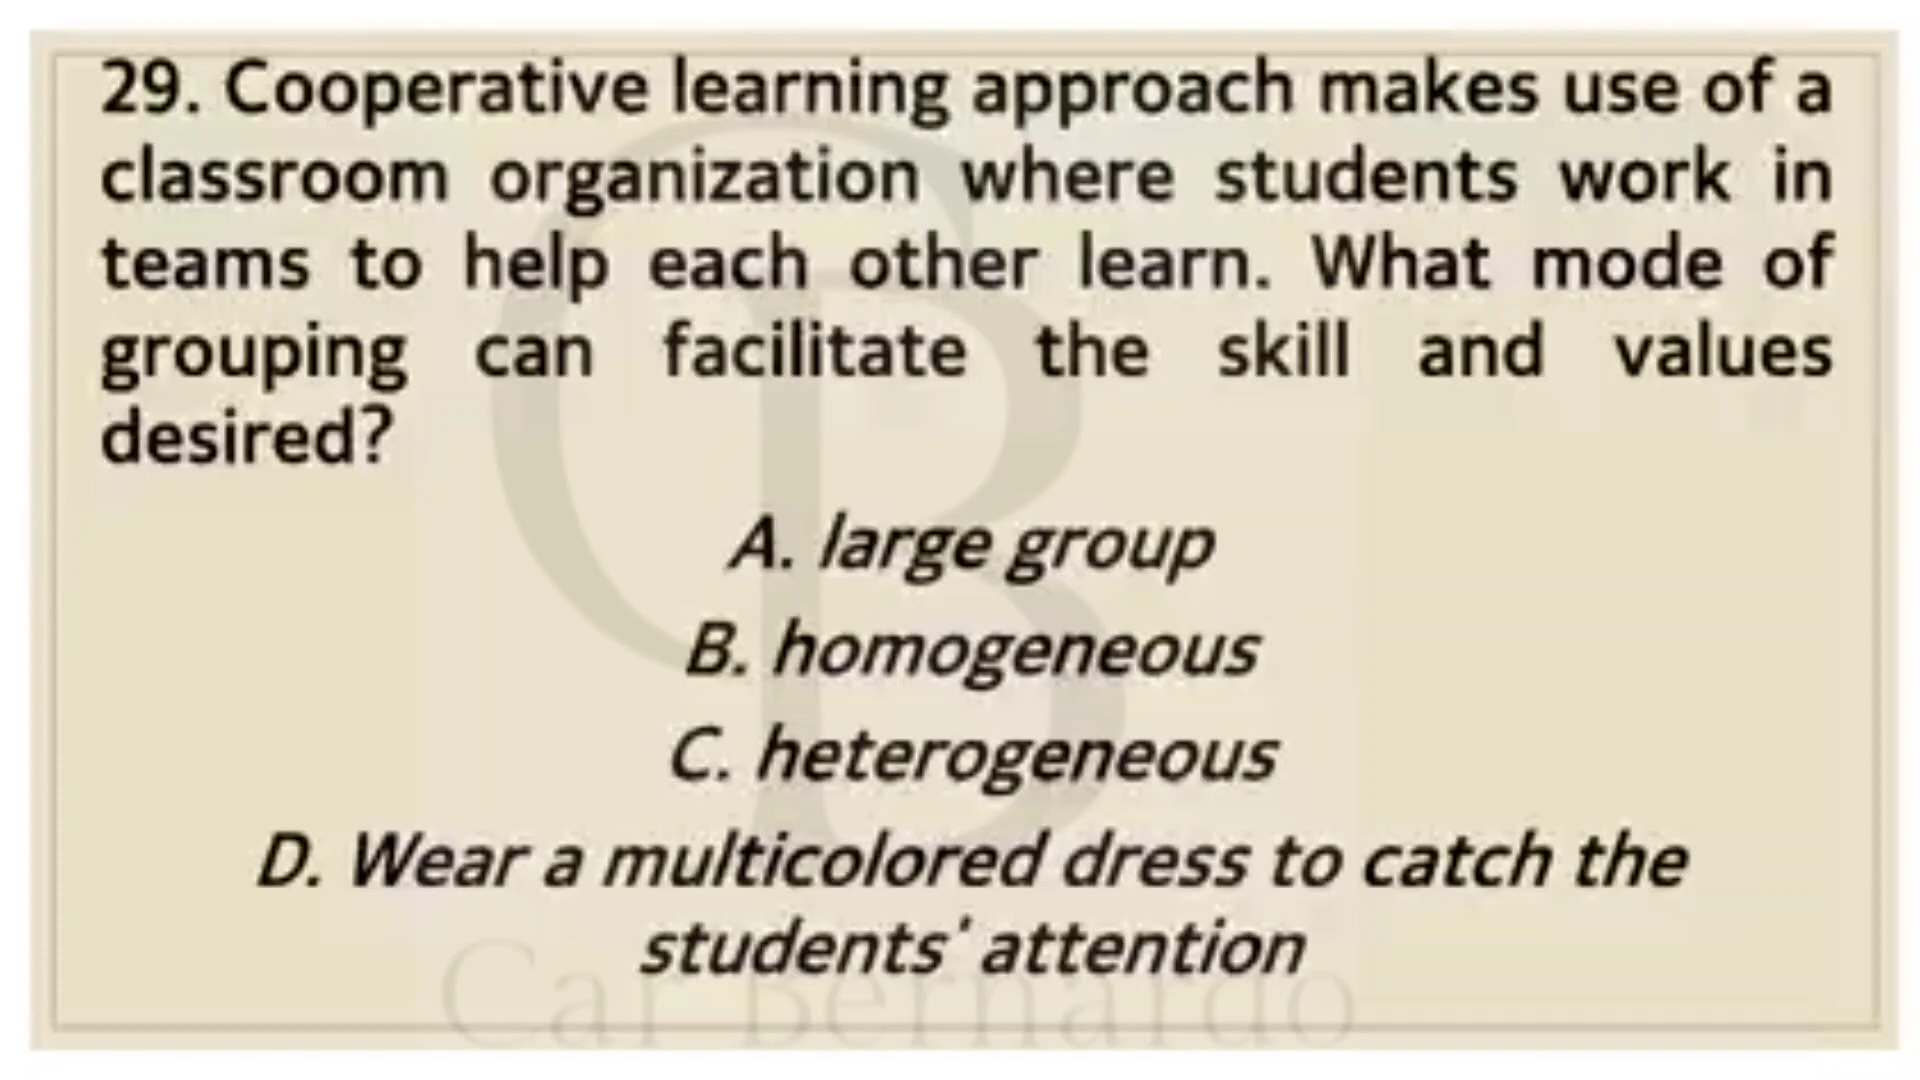 29. Cooperative learning approach makes use of a
classroom organization where students work in
teams to help each other learn. What mode of
grouping can facilitate the skill and values
desired?
A. large group
B. homogeneous
C. heterogeneous
D. Wear a multicolored dress to catch the
students' attention
Car Bernardo